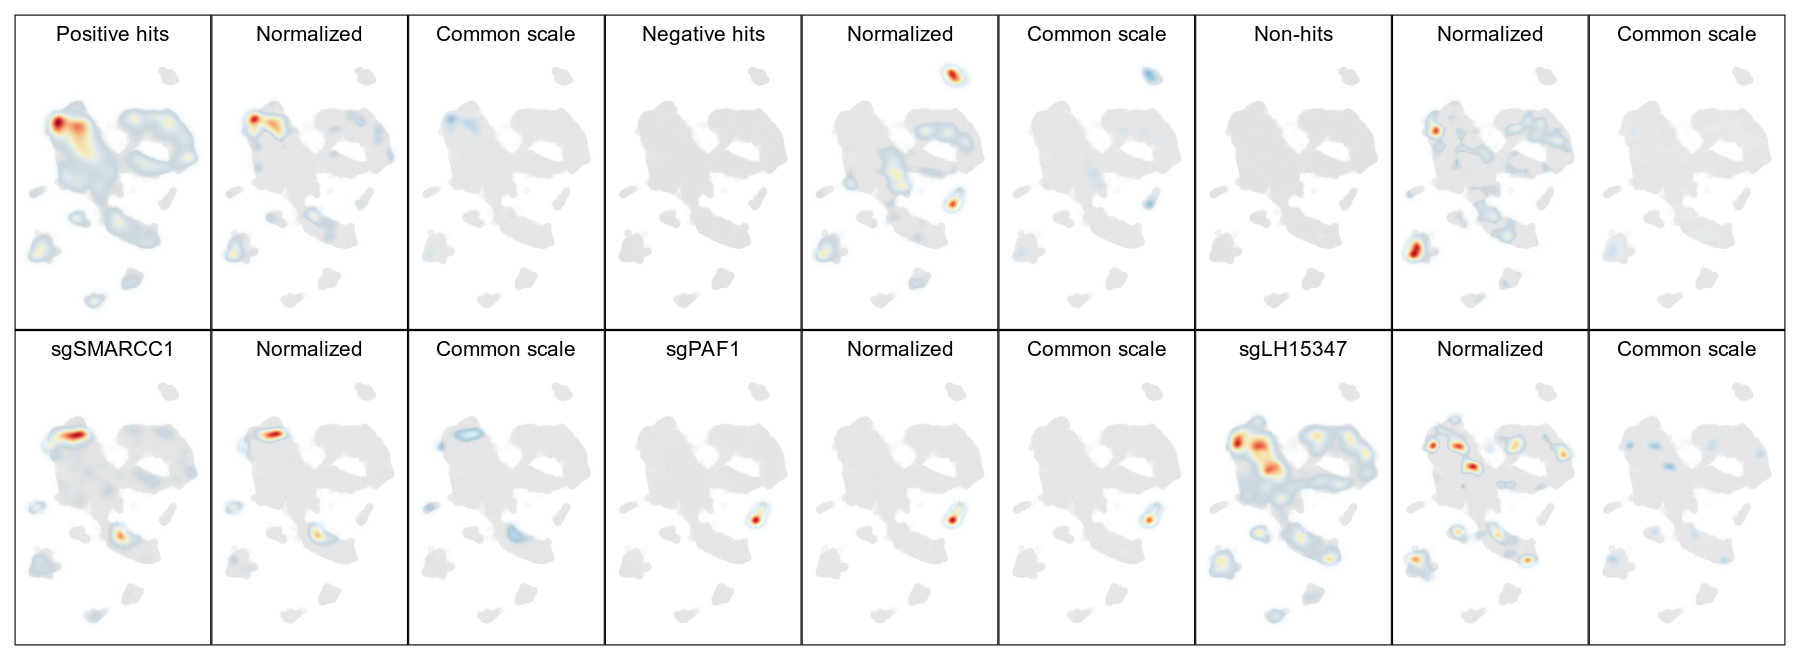 Positive hits
Normalized
Common scale
Negative hits
Normalized
Common scale
Non-hits
Normalized
Common scale
sgSMARCC1
Normalized
Common scale
sgPAF1
Normalized
Common scale
sgLH15347
Normalized
Common scale